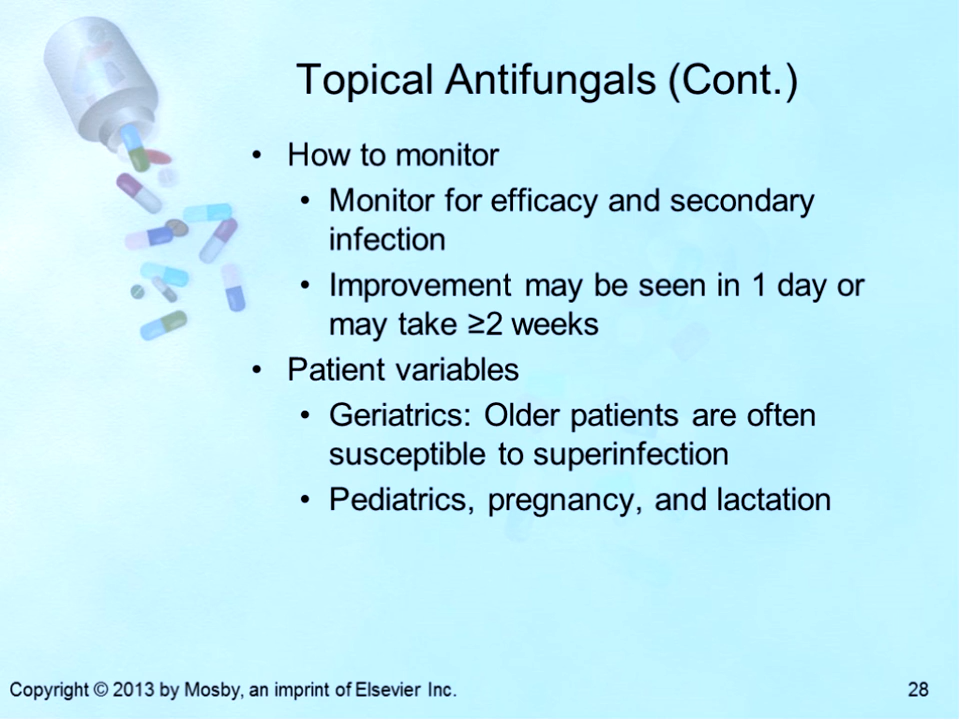 Topical Antifungals (Cont.)
• How to monitor
• Monitor for efficacy and secondary
infection
• Improvement may be seen in 1 day or
may take ≥2 weeks
• Patient variables
• Geriatrics: Older patients are often
susceptible to superinfection
• Pediatrics, pregnancy, and lactation
Copyright © 2013 by Mosby, an imprint of Elsevier Inc.
28